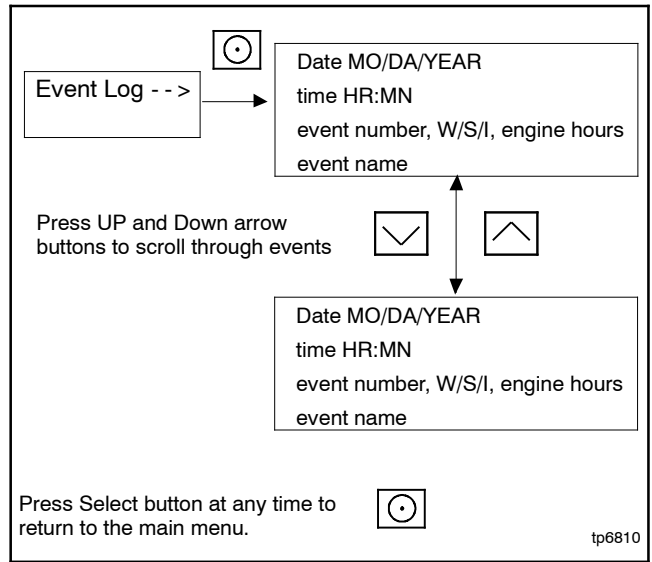 Event Log - - >
Date MO/DA/YEAR
time HR:MN
event number, W/S/I, engine hours
event name
Press UP and Down arrow
buttons to scroll through events
Date MO/DA/YEAR
time HR:MN
event number, W/S/I, engine hours
event name
Press Select button at any time to
return to the main menu.
tp6810